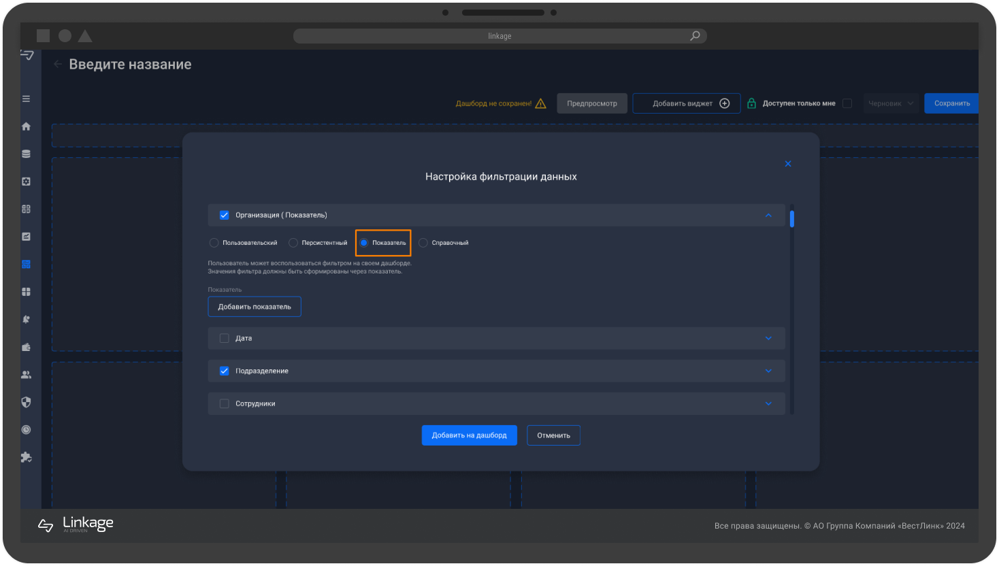 linkage
Введите название
Дашборд не сохранен!
Предпросмотр
Добавить виджет
Доступен только мне
Черновик
Сохранить
Настройка фильтрации данных
Организация ( Показатель)
Пользовательский Персистентный Показатель Справочный
Пользователь может воспользоваться фильтром на своем дашборде.
Значения фильтра должны быть сформированы через показатель.
Показатель
Добавить показатель
Дата
Подразделение
Сотрудники
Добавить на дашборд
Отменить
Linkage
AI DRIVEN
Все права защищены. © АО Группа Компаний «ВестЛинк» 2024